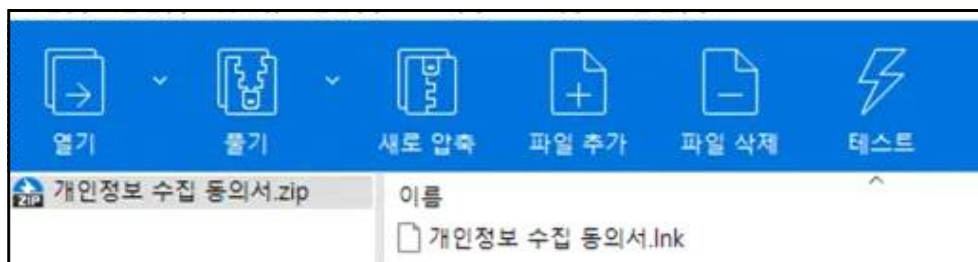 열기 풀기 새로 압축 파일 추가 파일 삭제 테스트
ZIP 개인정보 수집 동의서.zip
이름
개인정보 수집 동의서.lnk